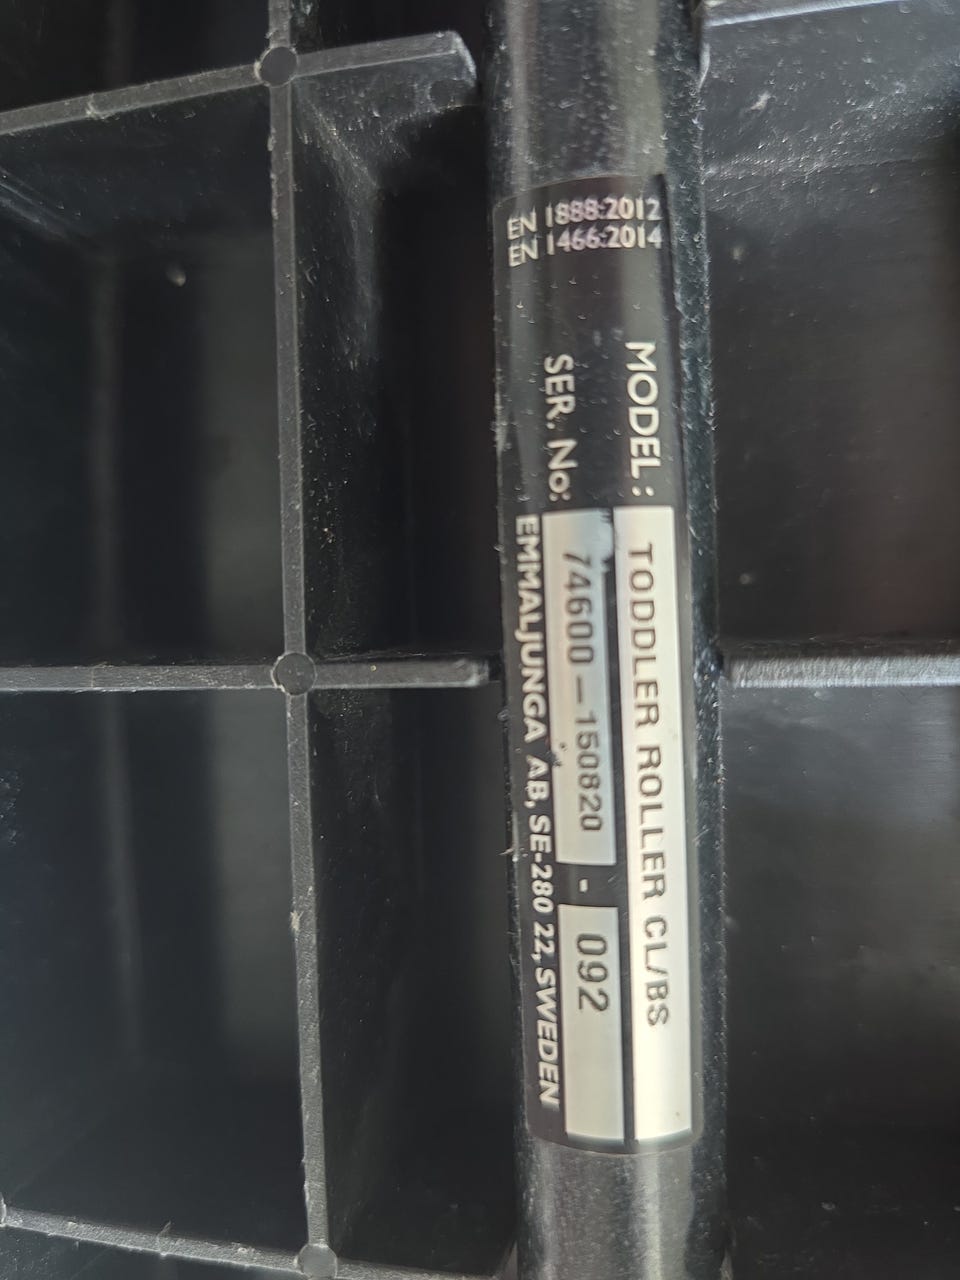 EN 1888:2012
EN 1466:2014
MODEL: TODDLER ROLLER CL/BS
SER. No: 74600-150820 - 092
EMMALJUNGA AB, SE-280 22, SWEDEN